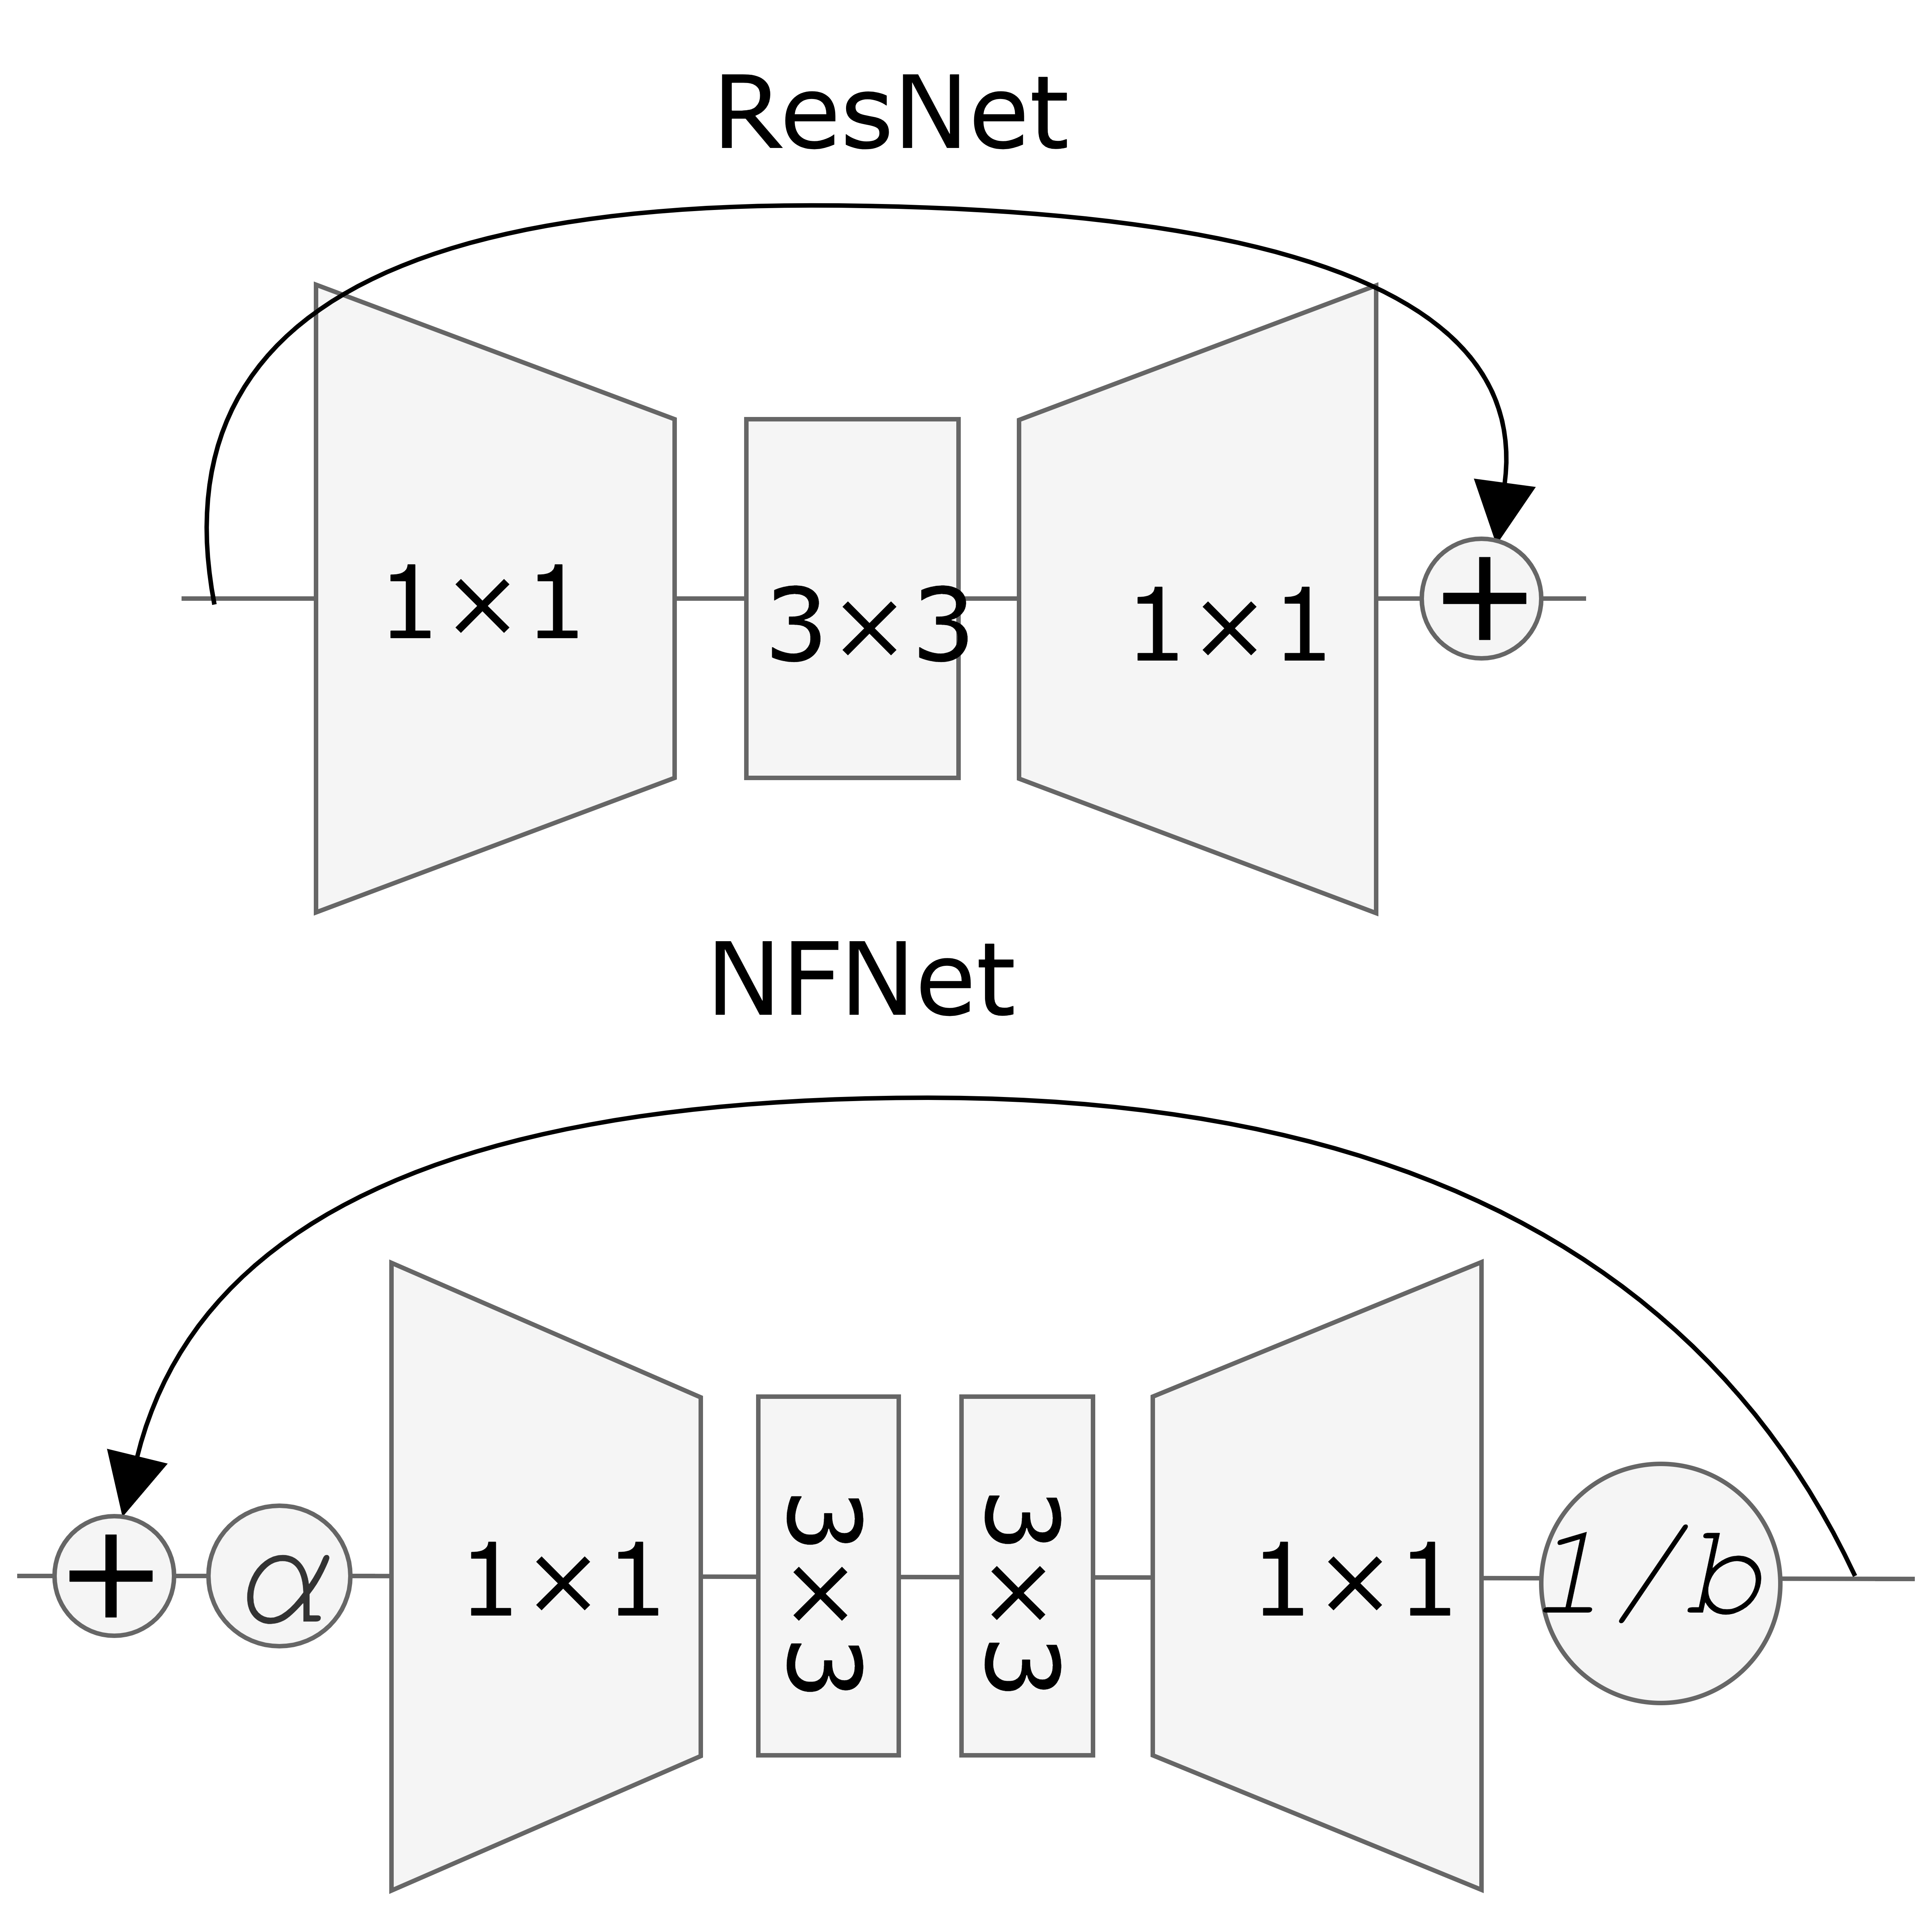 ResNet
1×1 3×3 1×1 +
NFNet
+ α 1×1 3×3 3×3 1×1 1/b